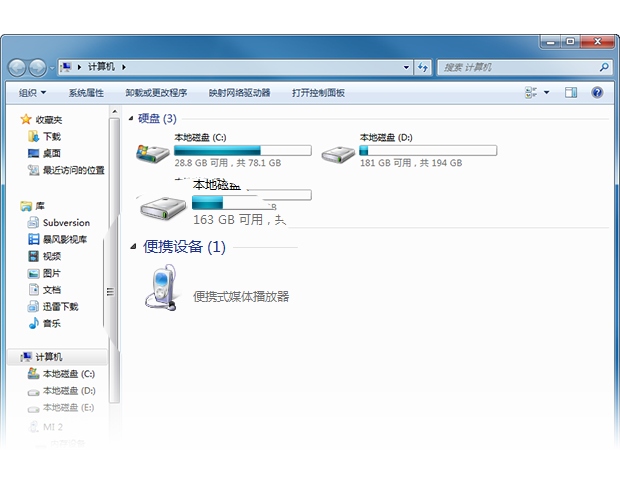 计算机
搜索 计算机
组织 系统属性 卸载或更改程序 映射网络驱动器 打开控制面板
收藏夹
下载
桌面
最近访问的位置
库
Subversion
暴风影视库
视频
图片
文档
迅雷下载
音乐
计算机
本地磁盘 (C:)
本地磁盘 (D:)
本地磁盘 (E:)
MI 2
硬盘 (3)
本地磁盘 (C:)
28.8 GB 可用，共 78.1 GB
本地磁盘 (D:)
181 GB 可用，共 194 GB
本地磁盘
163 GB 可用，共
便携设备 (1)
便携式媒体播放器